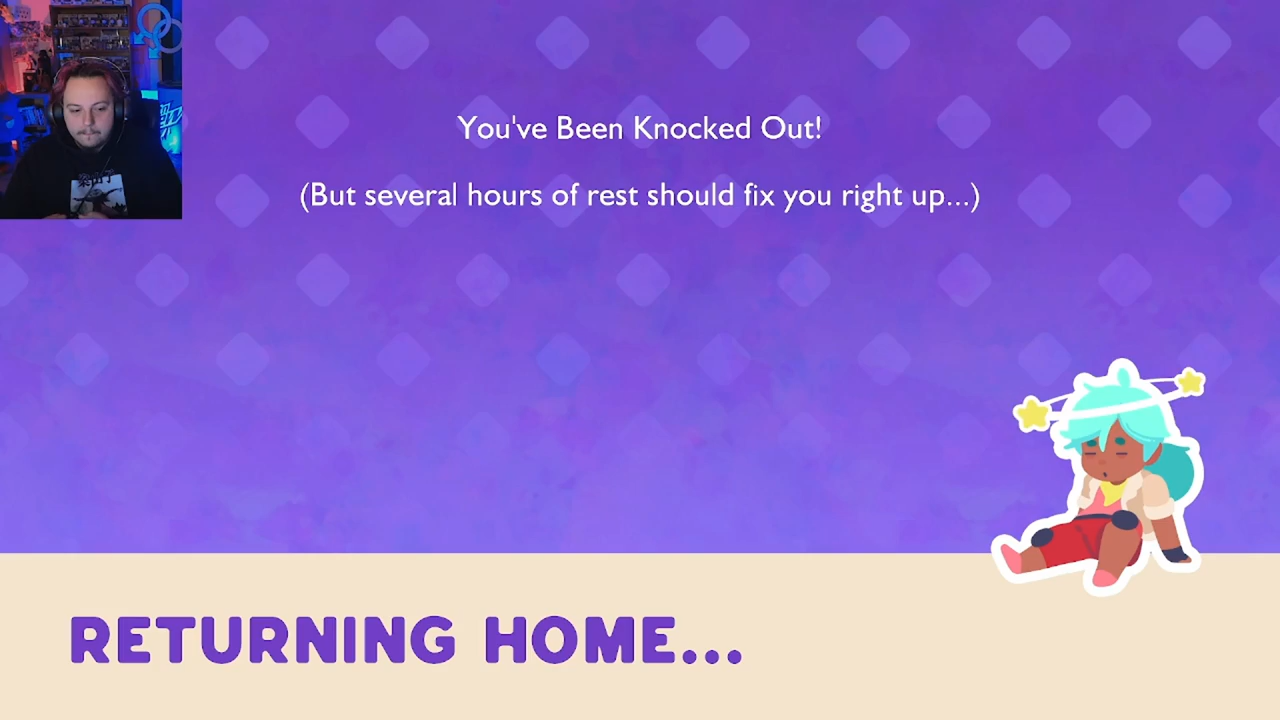 You've Been Knocked Out!
(But several hours of rest should fix you right up...)
RETURNING HOME...